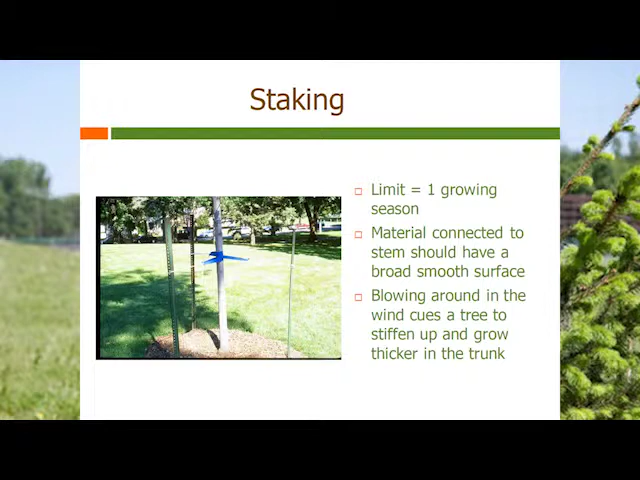 Staking
Limit = 1 growing
season
Material connected to
stem should have a
broad smooth surface
Blowing around in the
wind cues a tree to
stiffen up and grow
thicker in the trunk